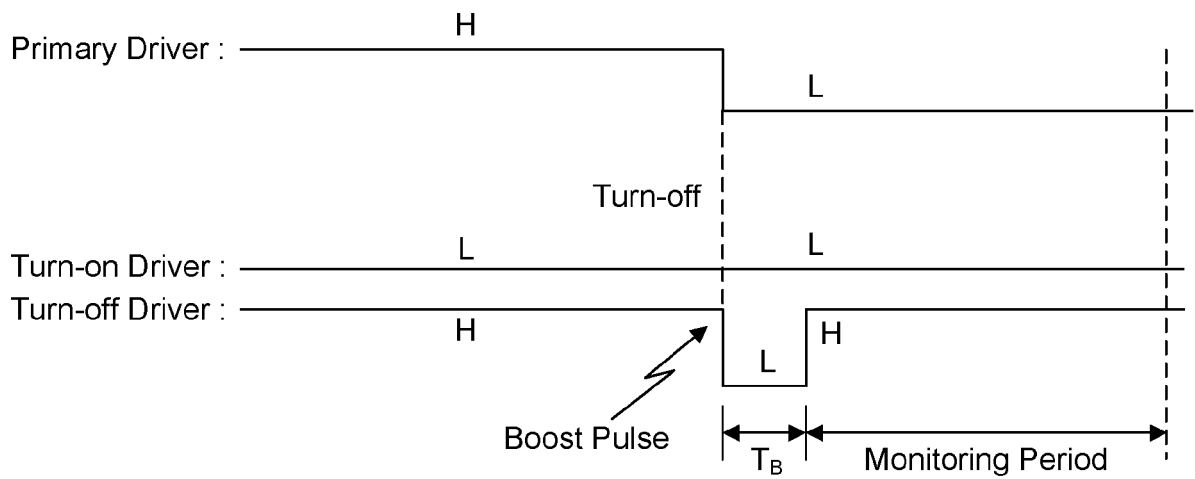 H
Primary Driver :
L
Turn-off
L
L
Turn-on Driver :
Turn-off Driver :
H
H
L
Boost Pulse
TB
Monitoring Period